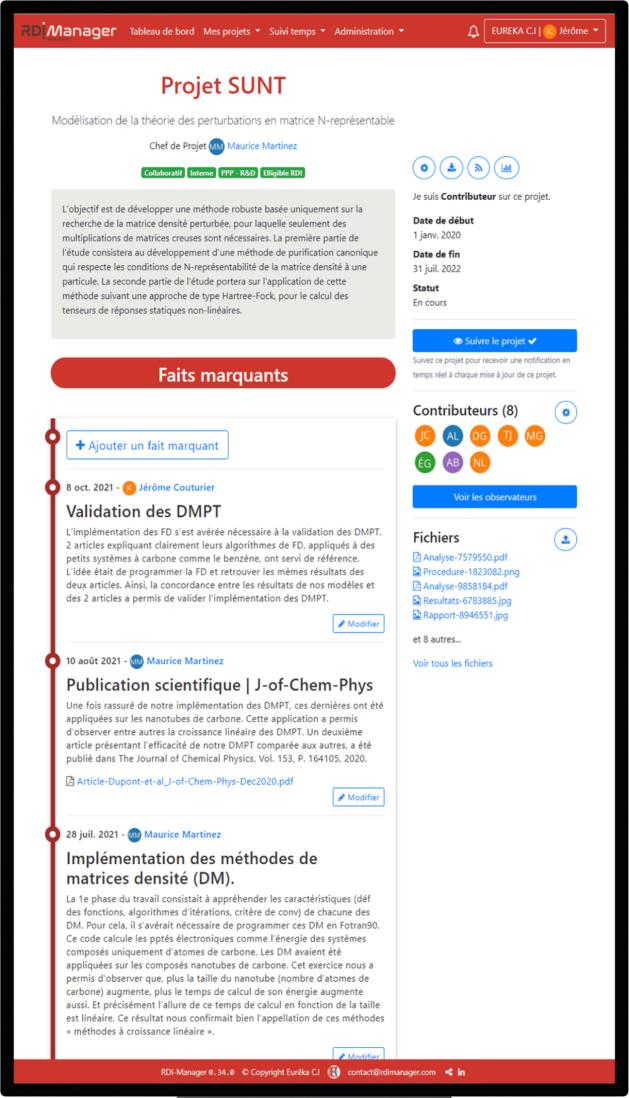 RDiManager Tableau de bord Mes projets Suivi temps Administration EUREKA C.I | JC Jérôme
Projet SUNT
Modélisation de la théorie des perturbations en matrice N-représentable
Chef de Projet MM Maurice Martinez
Collaboratif Interne PPP - R&D Elligible RDI
L'objectif est de développer une méthode robuste basée uniquement sur la
recherche de la matrice densité perturbée, pour laquelle seulement des
multiplications de matrices creuses sont nécessaires. La première partie de
l'étude consistera au développement d'une méthode de purification canonique
qui respecte les conditions de N-représentabilité de la matrice densité à une
particule. La seconde partie de l'étude portera sur l'application de cette
méthode suivant une approche de type Hartree-Fock, pour le calcul des
tenseurs de réponses statiques non-linéaires.
Faits marquants
Ajouter un fait marquant
8 oct. 2021 - JC Jérôme Couturier
Validation des DMPT
L'implémentation des FD s'est avérée nécessaire à la validation des DMPT.
2 articles expliquant clairement leurs algorithmes de FD, appliqués à des
petits systèmes à carbone comme le benzène, ont servi de référence.
L'idée était de programmer la FD et retrouver les mèmes résultats des
deux articles. Ainsi, la concordance entre les résultats de nos modèles et
des 2 articles a permis de valider l'implémentation des DMPT.
Modifier
10 août 2021 - MM Maurice Martinez
Publication scientifique | J-of-Chem-Phys
Une fois rassuré de notre implémentation des DMPT, ces dernières ont été
appliquées sur les nanotubes de carbone. Cette application a permis
d'observer entre autres la croissance linéaire des DMPT. Un deuxième
article présentant l'efficacité de notre DMPT comparée aux autres, a été
publié dans The Journal of Chemical Physics, Vol. 153, P. 164105, 2020.
Article-Dupont-et-al_J-of-Chem-Phys-Dec2020.pdf
Modifier
28 juil. 2021 - MM Maurice Martinez
Implémentation des méthodes de
matrices densité (DM).
La 1e phase du travail consistait à appréhender les caractéristiques (déf
des fonctions, algorithmes d'itérations, critère de conv) de chacune des
DM. Pour cela, il s'avérait nécessaire de programmer ces DM en Fotran90.
Ce code calcule les pptés électroniques comme l'énergie des systèmes
composés uniquement d'atomes de carbone. Les DM avaient été
appliquées sur les composés nanotubes de carbone. Cet exercice nous a
permis d'observer que, plus la taille du nanotube (nombre d'atomes de
carbone) augmente, plus le temps de calcul de son énergie augmente
aussi. Et précisément l'allure de ce temps de calcul en fonction de la taille
est linéaire. Ce résultat nous confirmait bien l'appellation de ces méthodes
« méthodes à croissance linéaire ».
Modifier
Je suis Contributeur sur ce projet.
Date de début
1 janv. 2020
Date de fin
31 juil. 2022
Statut
En cours
Suivre le projet
Suivez ce projet pour recevoir une notification en
temps réel à chaque mise à jour de ce projet.
Contributeurs (8)
JC AL DG TJ MG
ÉG AB NL
Voir les observateurs
Fichiers
Analyse-7579550.pdf
Procedure-1823082.png
Analyse-9858184.pdf
Resultats-6783885.jpg
Rapport-8946551.jpg
et 8 autres...
Voir tous les fichiers
RDI-Manager 0.34.0 © Copyright Eurêka CJ contact@rdimanager.com